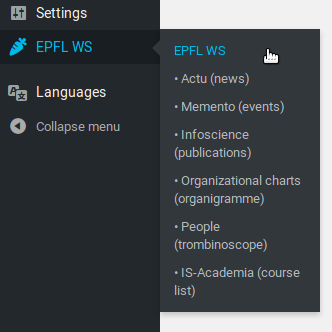 Settings
EPFL WS
Languages
Collapse menu
EPFL WS
• Actu (news)
• Memento (events)
• Infoscience
(publications)
• Organizational charts
(organigramme)
• People
(trombinoscope)
• IS-Academia (course
list)